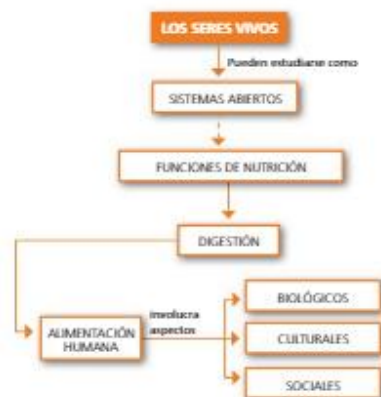 LOS SERES VIVOS
Pueden estudiarse como
SISTEMAS ABIERTOS
FUNCIONES DE NUTRICIÓN
DIGESTIÓN
ALIMENTACIÓN
HUMANA
involucra
aspectos
BIOLÓGICOS
CULTURALES
SOCIALES